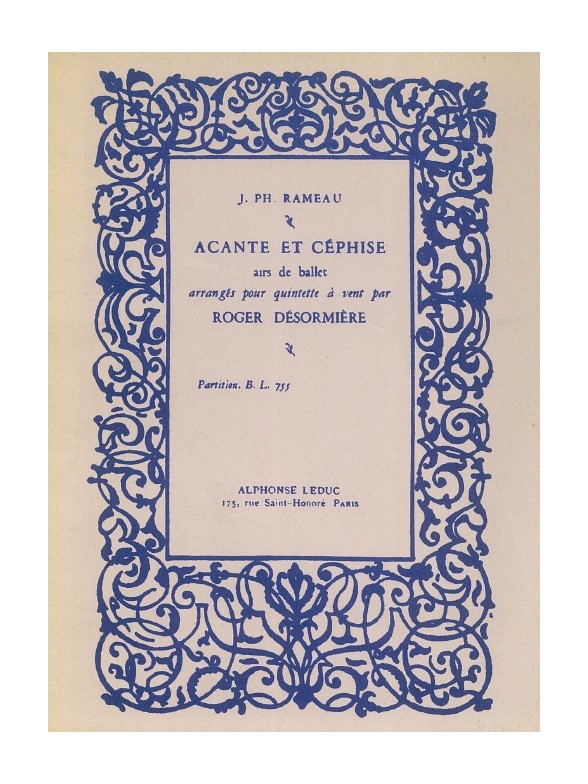 J. PH. RAMEAU
ACANTE ET CÉPHISE
airs de ballet
arrangés pour quintette à vent par
ROGER DÉSORMIÈRE
Partition. B. L. 755
ALPHONSE LEDUC
175, rue Saint-Honoré PARIS